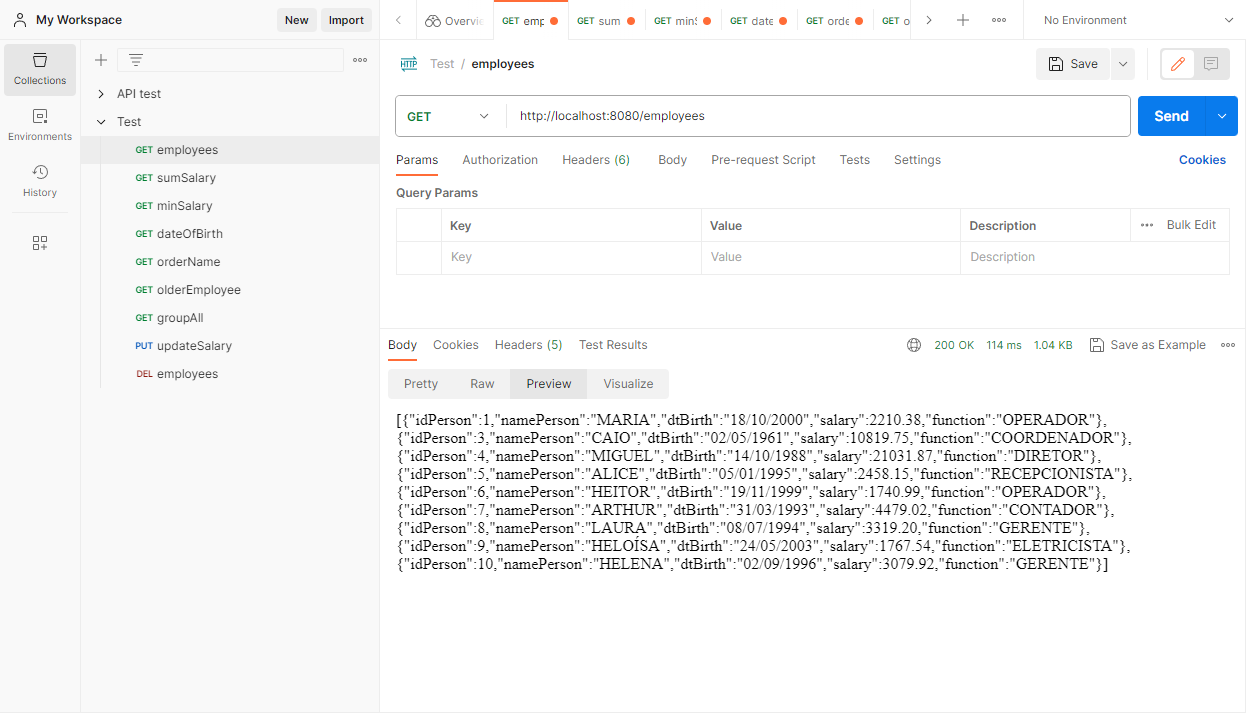 My Workspace
New
Import
Overvie
GET emp
GET sum
GET minS
GET date
GET orde
GET o
No Environment
Collections
Environments
History
API test
Test
GET employees
GET sumSalary
GET minSalary
GET dateOfBirth
GET orderName
GET olderEmployee
GET groupAll
PUT updateSalary
DEL employees
HTTP Test / employees
Save
GET http://localhost:8080/employees
Send
Params Authorization Headers (6) Body Pre-request Script Tests Settings
Cookies
Query Params
Key Value Description ••• Bulk Edit
Key Value Description
Body Cookies Headers (5) Test Results
200 OK 114 ms 1.04 KB Save as Example
Pretty Raw Preview Visualize
[{"idPerson":1,"namePerson":"MARIA","dtBirth":"18/10/2000","salary":2210.38,"function":"OPERADOR"},
{"idPerson":3,"namePerson":"CAIO","dtBirth":"02/05/1961","salary":10819.75,"function":"COORDENADOR"},
{"idPerson":4,"namePerson":"MIGUEL","dtBirth":"14/10/1988","salary":21031.87,"function":"DIRETOR"},
{"idPerson":5,"namePerson":"ALICE","dtBirth":"05/01/1995","salary":2458.15,"function":"RECEPCIONISTA"},
{"idPerson":6,"namePerson":"HEITOR","dtBirth":"19/11/1999","salary":1740.99,"function":"OPERADOR"},
{"idPerson":7,"namePerson":"ARTHUR","dtBirth":"31/03/1993","salary":4479.02,"function":"CONTADOR"},
{"idPerson":8,"namePerson":"LAURA","dtBirth":"08/07/1994","salary":3319.20,"function":"GERENTE"},
{"idPerson":9,"namePerson":"HELOÍSA","dtBirth":"24/05/2003","salary":1767.54,"function":"ELETRICISTA"},
{"idPerson":10,"namePerson":"HELENA","dtBirth":"02/09/1996","salary":3079.92,"function":"GERENTE"}]